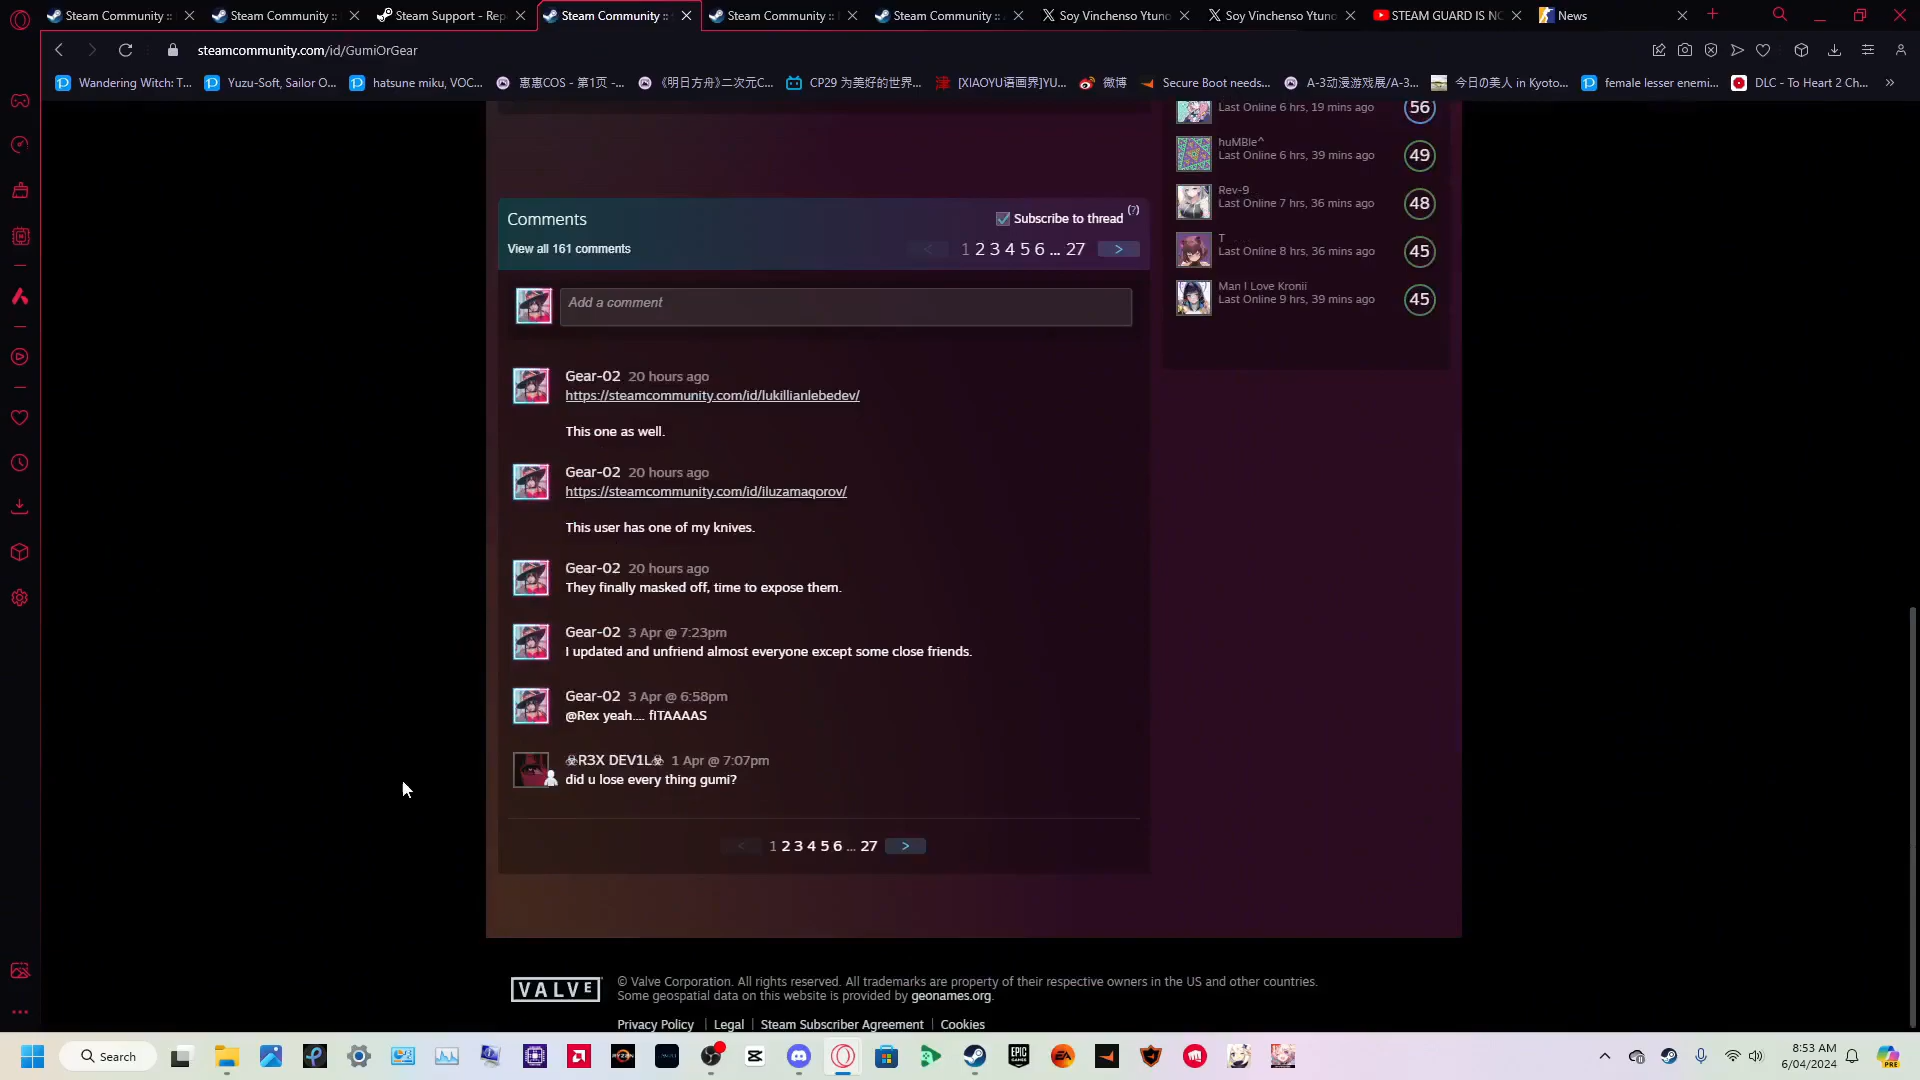 Steam Community ::
Steam Community ::
Steam Support - Rep
Steam Community ::
Steam Community ::
Steam Community ::
Soy Vinchenso Ytuno
Soy Vinchenso Ytuno
STEAM GUARD IS NO
News
steamcommunity.com/id/GumiOrGear
Wandering Witch: T...
Yuzu-Soft, Sailor O...
hatsune miku, VOC...
惠惠COS - 第1页 -...
《明日方舟》二次元C...
CP29 为美好的世界...
[XIAOYU语画界]YU...
微博
Secure Boot needs...
A-3动漫游戏展/A-3...
今日の美人 in Kyoto...
female lesser enemi...
DLC - To Heart 2 Ch...
Last Online 6 hrs, 19 mins ago
56
huMBle^
Last Online 6 hrs, 39 mins ago
49
Rev-9
Last Online 7 hrs, 36 mins ago
48
T
Last Online 8 hrs, 36 mins ago
45
Man I Love Kronii
Last Online 9 hrs, 39 mins ago
45
Comments
Subscribe to thread (?)
View all 161 comments
< 1 2 3 4 5 6 ... 27 >
Add a comment
Gear-02 20 hours ago
https://steamcommunity.com/id/lukillianlebedev/
This one as well.
Gear-02 20 hours ago
https://steamcommunity.com/id/iluzamaqorov/
This user has one of my knives.
Gear-02 20 hours ago
They finally masked off, time to expose them.
Gear-02 3 Apr @ 7:23pm
I updated and unfriend almost everyone except some close friends.
Gear-02 3 Apr @ 6:58pm
@Rex yeah.... fITAAAAS
☣R3X DEV1L☣ 1 Apr @ 7:07pm
did u lose every thing gumi?
< 1 2 3 4 5 6 ... 27 >
VALVE
© Valve Corporation. All rights reserved. All trademarks are property of their respective owners in the US and other countries.
Some geospatial data on this website is provided by geonames.org.
Privacy Policy | Legal | Steam Subscriber Agreement | Cookies
Search
RYZEN
EPIC GAMES
EA
8:53 AM
6/04/2024
PRE